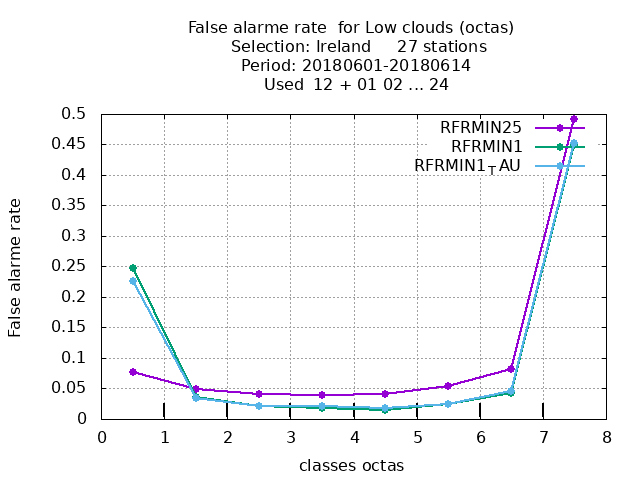 False alarme rate  for Low clouds (octas)
Selection: Ireland     27 stations
Period: 20180601-20180614
Used  12 + 01 02 ... 24
RFRMIN25
RFRMIN1
RFRMIN1TAU
False alarme rate
0.5
0.45
0.4
0.35
0.3
0.25
0.2
0.15
0.1
0.05
0
0 1 2 3 4 5 6 7 8
classes octas